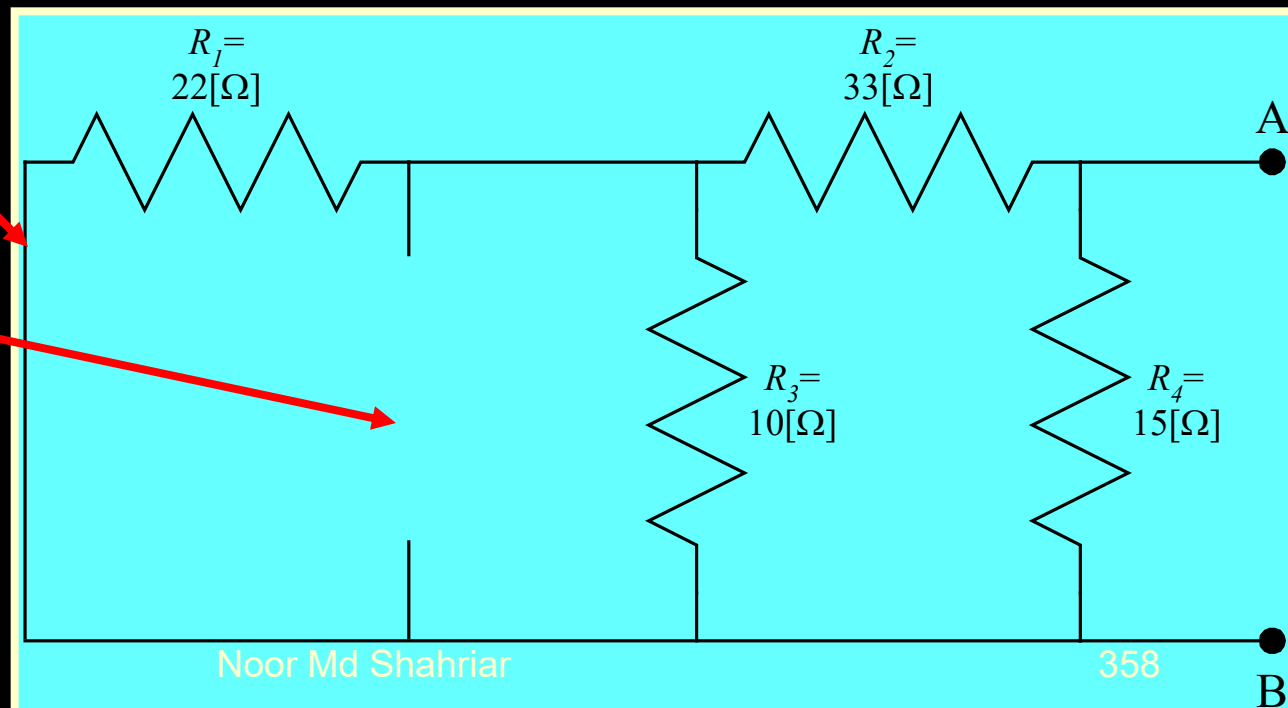 R1=
22[Ω]
R2=
33[Ω]
A
R3=
10[Ω]
R4=
15[Ω]
Noor Md Shahriar
358
B